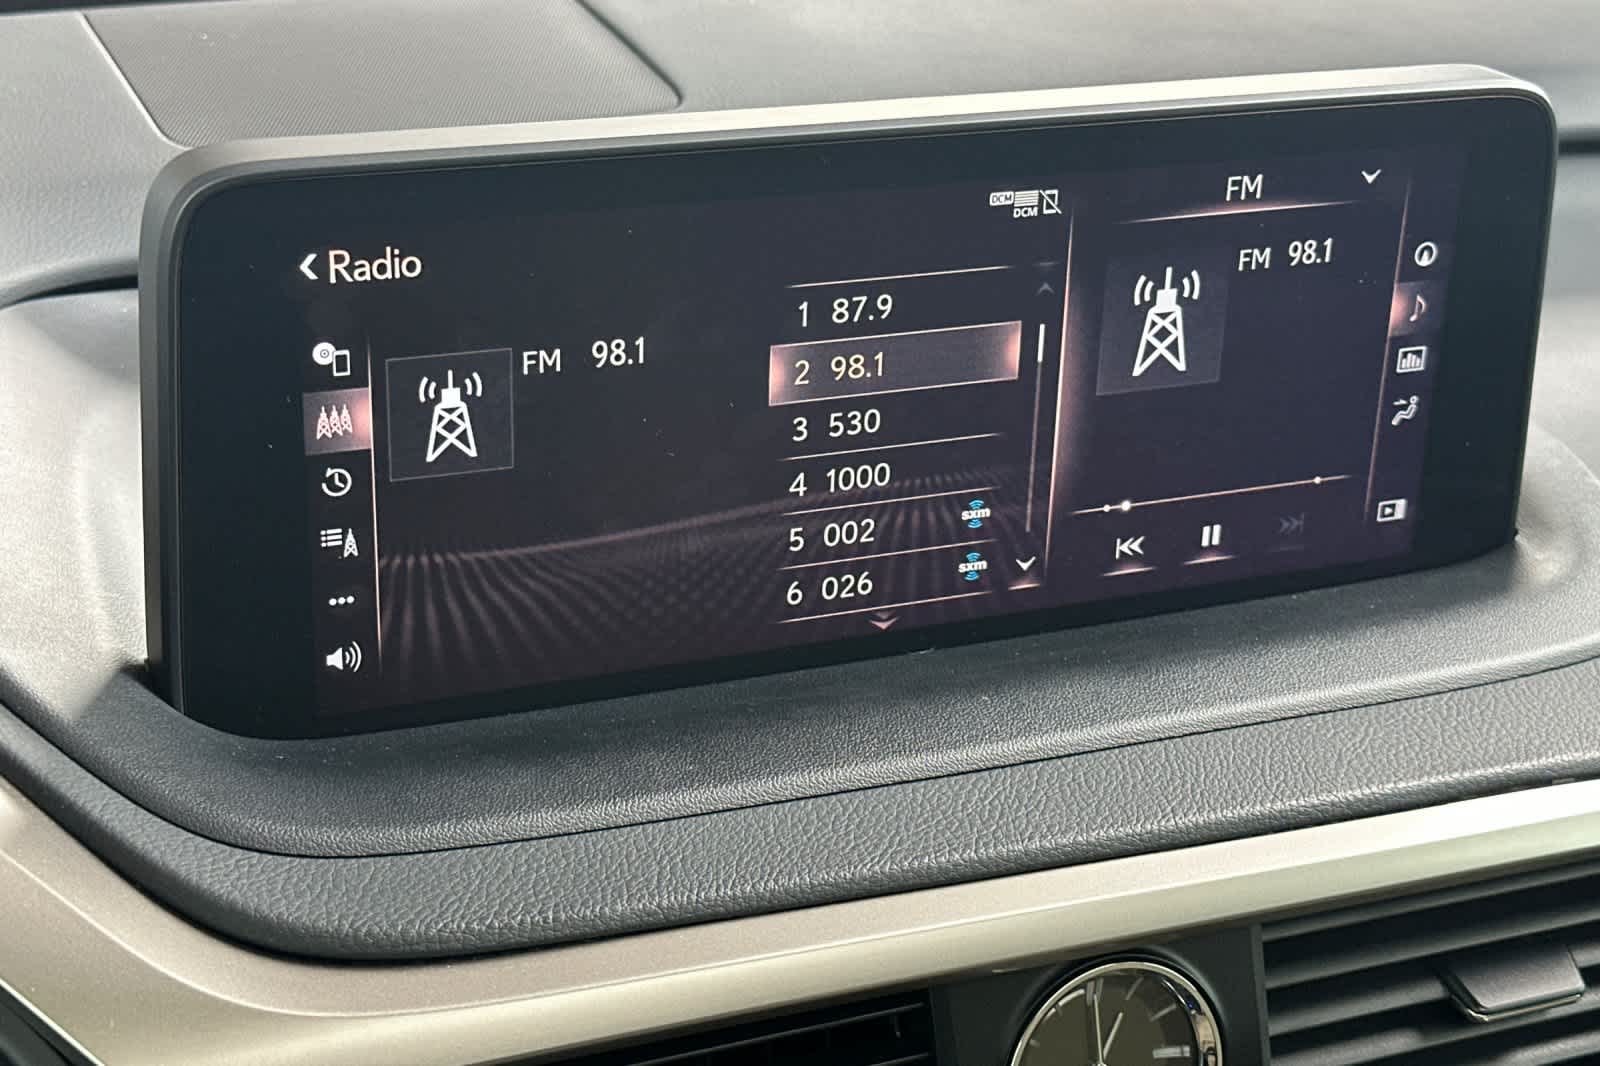 DCM
DCM
FM
Radio
FM 98.1
FM 98.1
1 87.9
2 98.1
3 530
4 1000
5 002 sxm
6 026 sxm